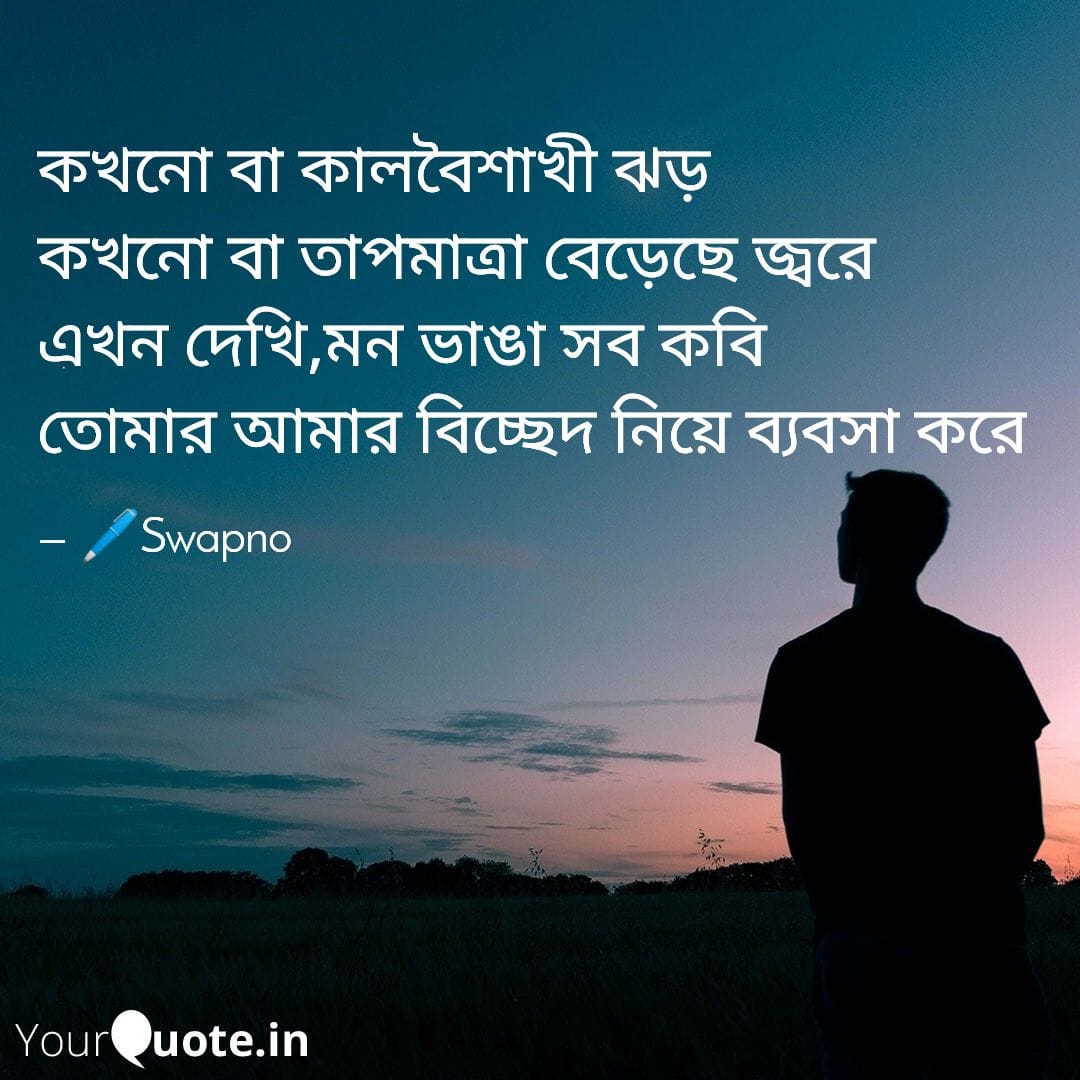 কখনো বা কালবৈশাখী ঝড়
কখনো বা তাপমাত্রা বেড়েছে জ্বরে
এখন দেখি,মন ভাঙা সব কবি
তোমার আমার বিচ্ছেদ নিয়ে ব্যবসা করে
– 🖊️Swapno
YourQuote.in